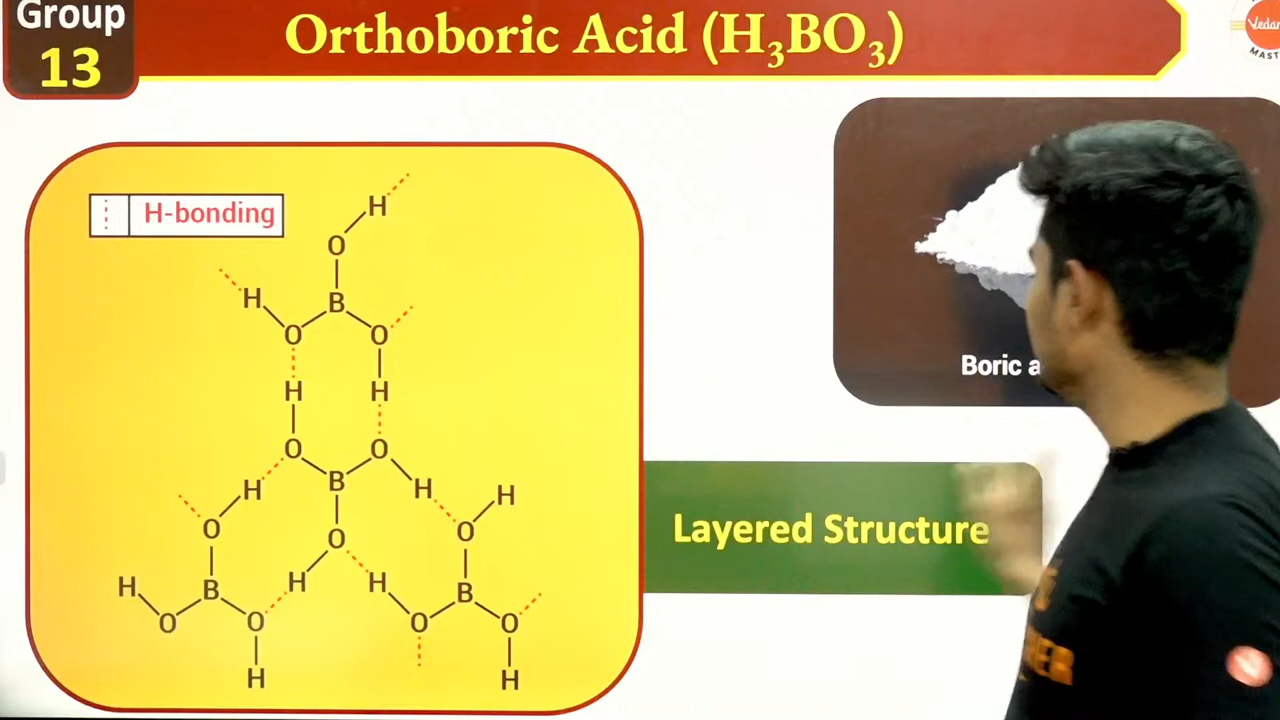 Group
13
Orthoboric Acid (H₃BO₃)
H-bonding
H
O
H
B
O
O
H
H
O
O
B
H
H
H
O
O
O
H
H
H
B
B
O
O
O
O
H
H
Boric
Layered Structure